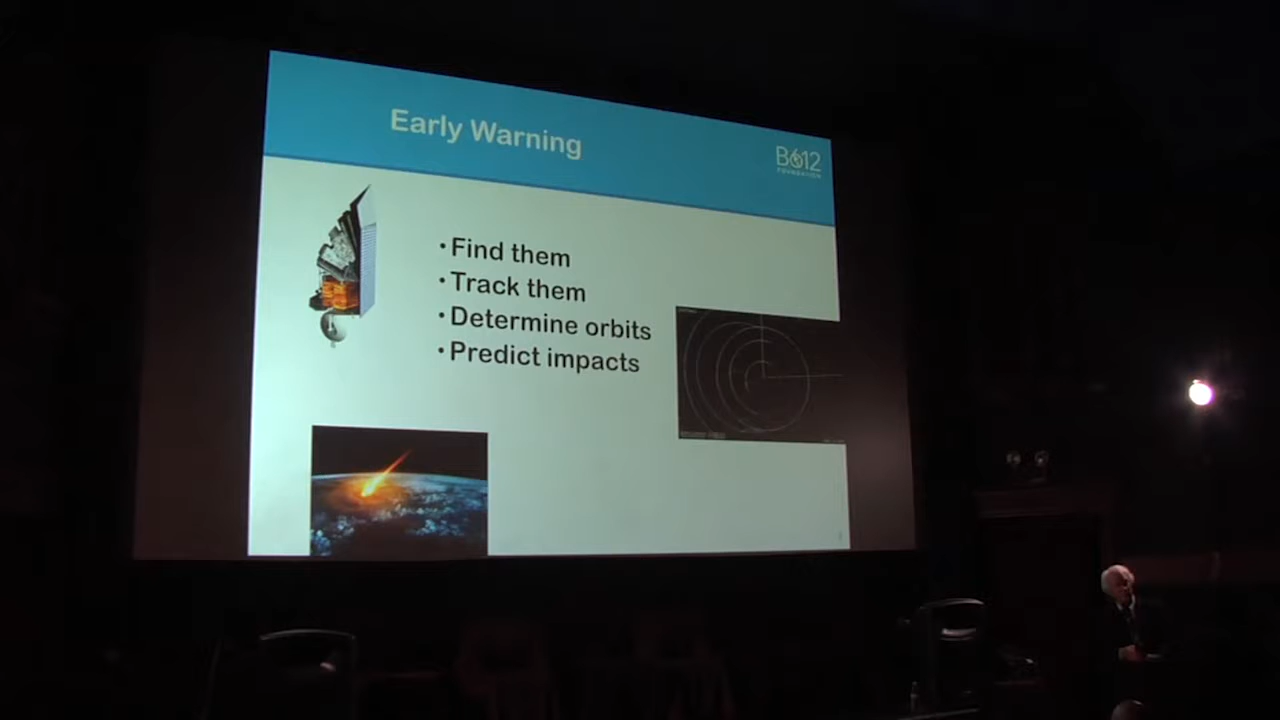 Early Warning
B612
FOUNDATION
• Find them
• Track them
• Determine orbits
• Predict impacts